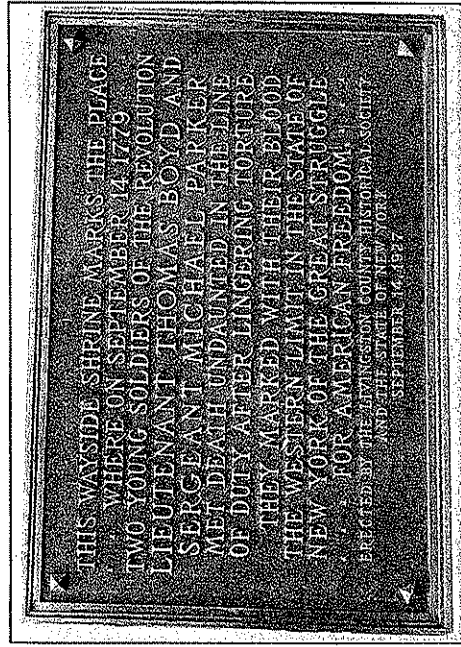 THIS WAYSIDE SHRINE MARKS THE PLACE
WHERE ON SEPTEMBER 14, 1779
TWO YOUNG SOLDIERS OF THE REVOLUTION
LIEUTENANT THOMAS BOYD AND
SERGEANT MICHAEL PARKER
MET DEATH UNDAUNTED IN THE LINE
OF DUTY AFTER LINGERING TORTURE
THEY MARKED WITH THEIR BLOOD
THE WESTERN LIMIT IN THE STATE OF
NEW YORK OF THE GREAT STRUGGLE
FOR AMERICAN FREEDOM
ERECTED BY THE LIVINGSTON COUNTY HISTORICAL SOCIETY
AND THE STATE OF NEW YORK
SEPTEMBER 14, 1927